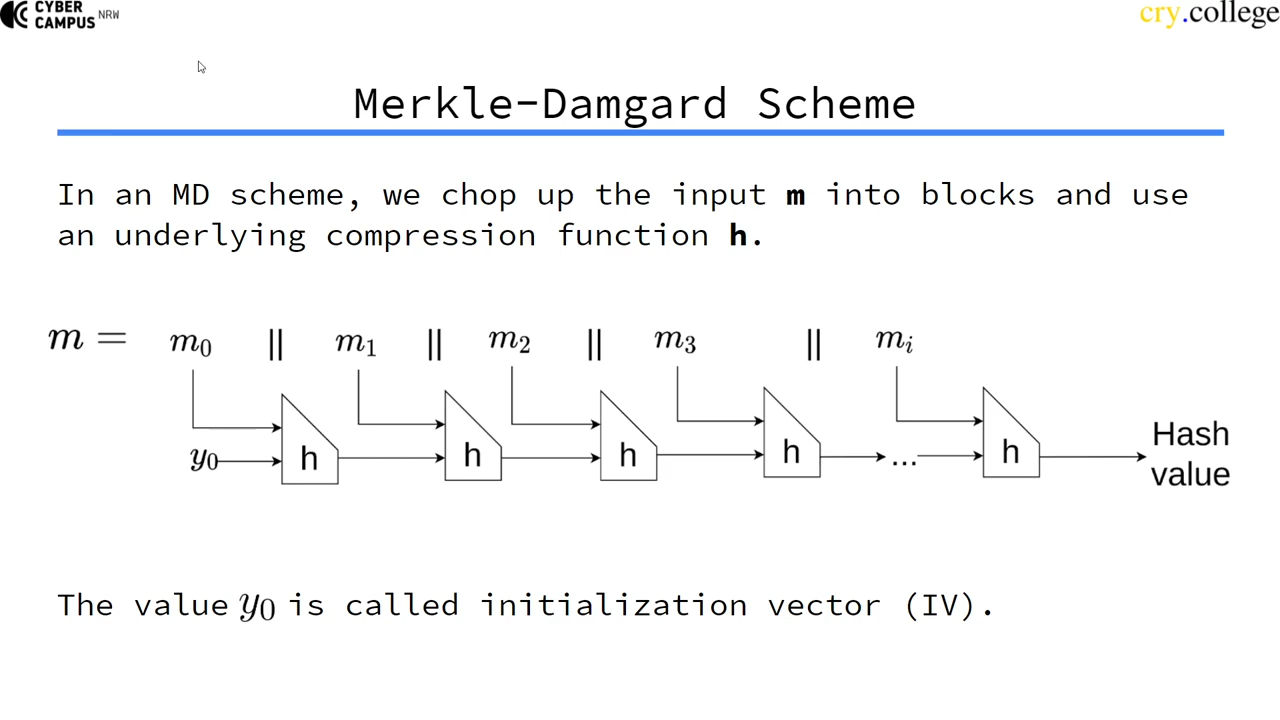 CYBER
CAMPUS NRW
cry.college
Merkle-Damgard Scheme
In an MD scheme, we chop up the input m into blocks and use
an underlying compression function h.
m = m₀ || m₁ || m₂ || m₃ || mᵢ
y₀ h h h h ... h
Hash
value
The value y₀ is called initialization vector (IV).